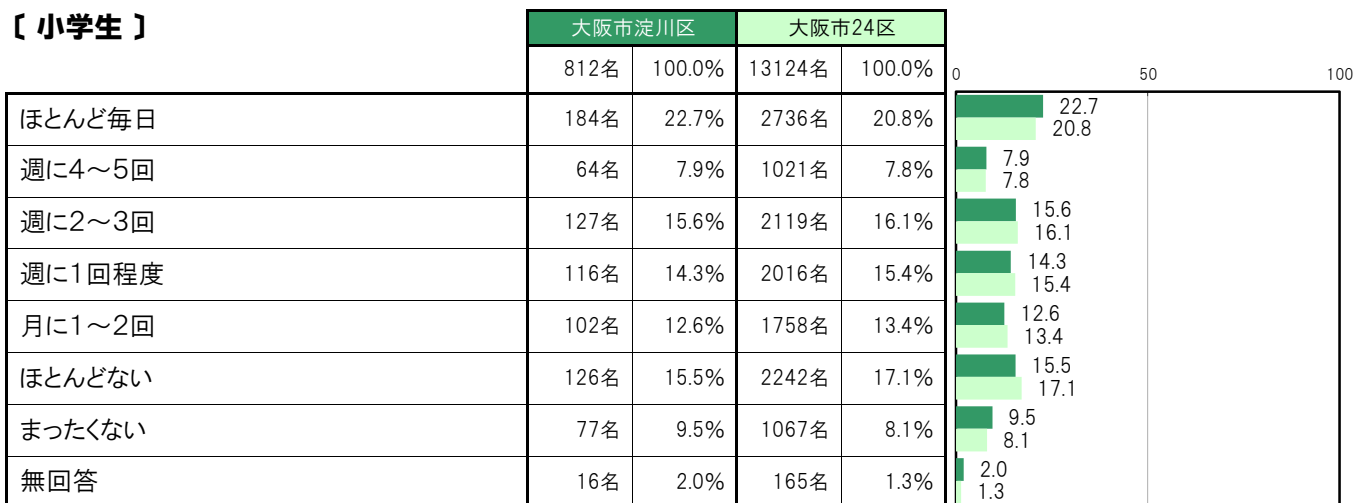 〔 小学生 〕
大阪市淀川区 大阪市24区
812名 100.0% 13124名 100.0% 0 50 100
ほとんど毎日 184名 22.7% 2736名 20.8% 22.7
20.8
週に4～5回 64名 7.9% 1021名 7.8% 7.9
7.8
週に2～3回 127名 15.6% 2119名 16.1% 15.6
16.1
週に1回程度 116名 14.3% 2016名 15.4% 14.3
15.4
月に1～2回 102名 12.6% 1758名 13.4% 12.6
13.4
ほとんどない 126名 15.5% 2242名 17.1% 15.5
17.1
まったくない 77名 9.5% 1067名 8.1% 9.5
8.1
無回答 16名 2.0% 165名 1.3% 2.0
1.3